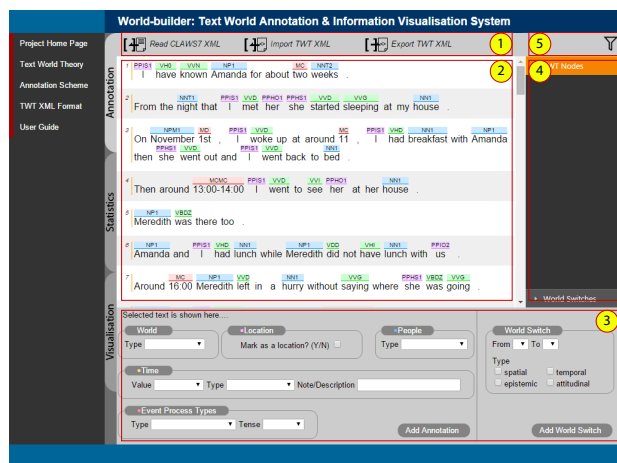 World-builder: Text World Annotation & Information Visualisation System
Project Home Page
Text World Theory
Annotation Scheme
TWT XML Format
User Guide
Annotation
Statistics
Visualisation
Read CLAWS7 XML
Import TWT XML
Export TWT XML
1
5
2
4
TWT Nodes
1 PPIS1 VH0 VVN NP1 MC NNT2
I have known Amanda for about two weeks .
2 NNT1 PPIS1 VVD PPHO1 PPHS1 VVD VVG NN1
From the night that I met her she started sleeping at my house .
3 NPM1 MD PPIS1 VVD MC PPIS1 VHD NN1 NP1
On November 1st , I woke up at around 11 , I had breakfast with Amanda
PPHS1 VVD PPIS1 VVD NN1
then she went out and I went back to bed .
4 MCMC PPIS1 VVD VVI PPHO1 NN1
Then around 13:00-14:00 I went to see her at her house .
5 NP1 VBDZ
Meredith was there too .
6 NP1 PPIS1 VHD NN1 NP1 VDD VHI NN1 PPIO2
Amanda and I had lunch while Meredith did not have lunch with us .
7 MC NP1 VVD NN1 VVG PPHS1 VBDZ VVG
Around 16:00 Meredith left in a hurry without saying where she was going .
World Switches
3
Selected text is shown here....
World
Type
*Location
Mark as a location? (Y/N)
*People
Type
World Switch
From To
Type
spatial temporal
epistemic attitudinal
*Time
Value Type Note/Description
*Event Process Types
Type Tense
Add Annotation
Add World Switch